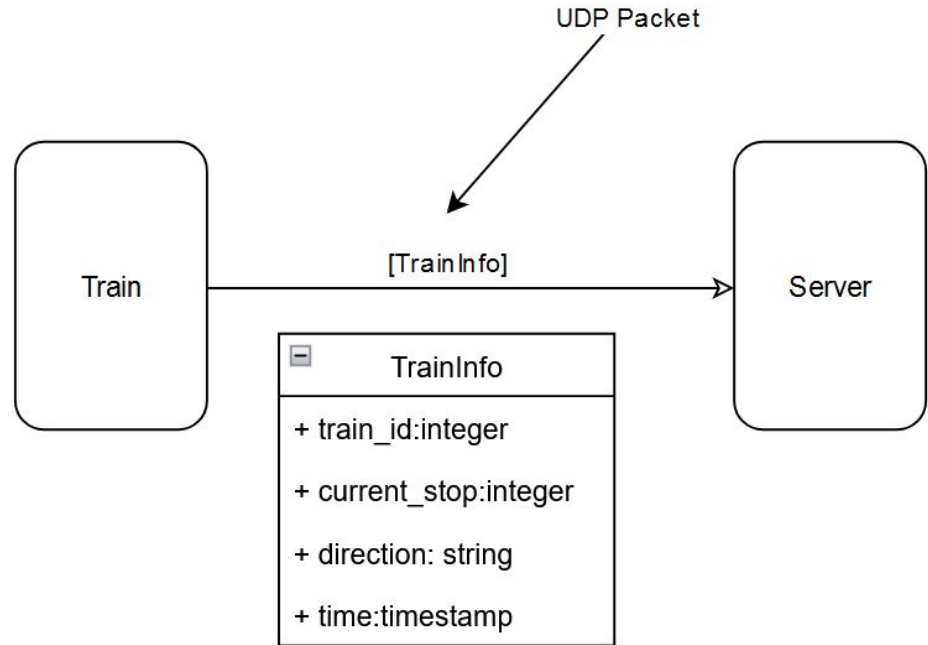 UDP Packet
[TrainInfo]
Train
Server
TrainInfo
+ train_id:integer
+ current_stop:integer
+ direction: string
+ time:timestamp